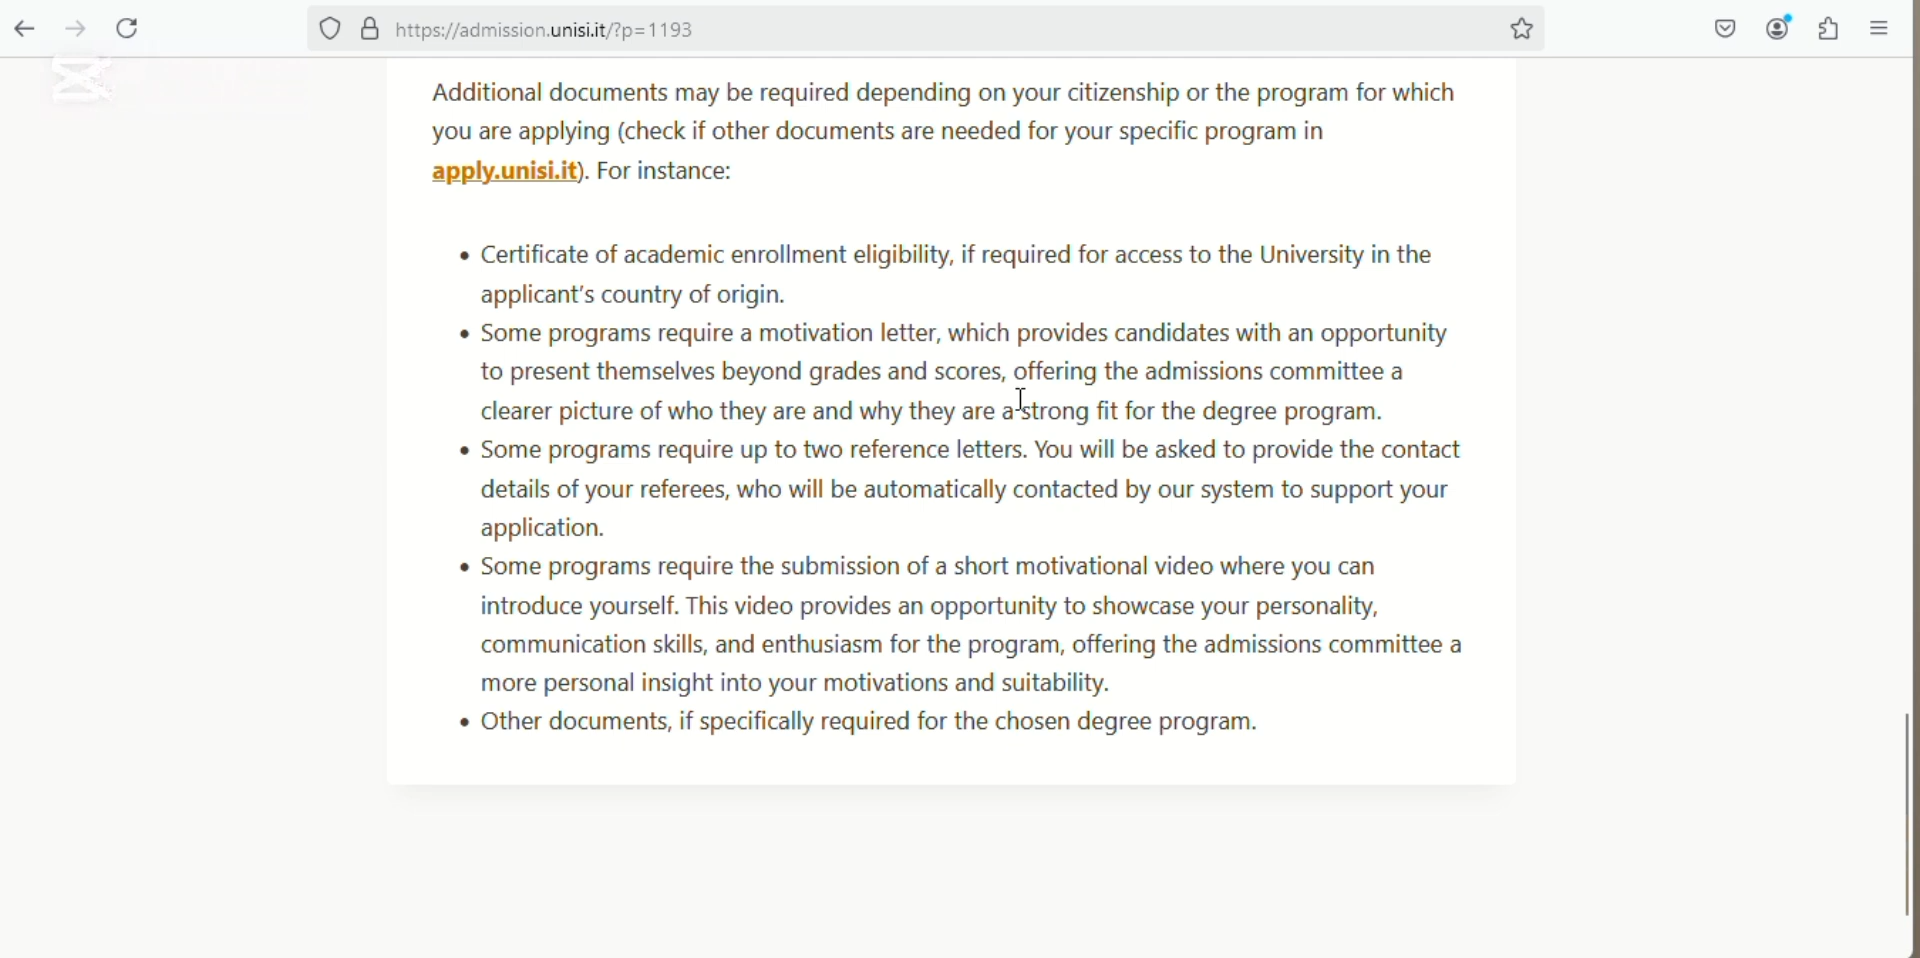 https://admission.unisi.it/?p=1193
Additional documents may be required depending on your citizenship or the program for which
you are applying (check if other documents are needed for your specific program in
apply.unisi.it). For instance:
• Certificate of academic enrollment eligibility, if required for access to the University in the
applicant's country of origin.
• Some programs require a motivation letter, which provides candidates with an opportunity
to present themselves beyond grades and scores, offering the admissions committee a
clearer picture of who they are and why they are a strong fit for the degree program.
• Some programs require up to two reference letters. You will be asked to provide the contact
details of your referees, who will be automatically contacted by our system to support your
application.
• Some programs require the submission of a short motivational video where you can
introduce yourself. This video provides an opportunity to showcase your personality,
communication skills, and enthusiasm for the program, offering the admissions committee a
more personal insight into your motivations and suitability.
• Other documents, if specifically required for the chosen degree program.